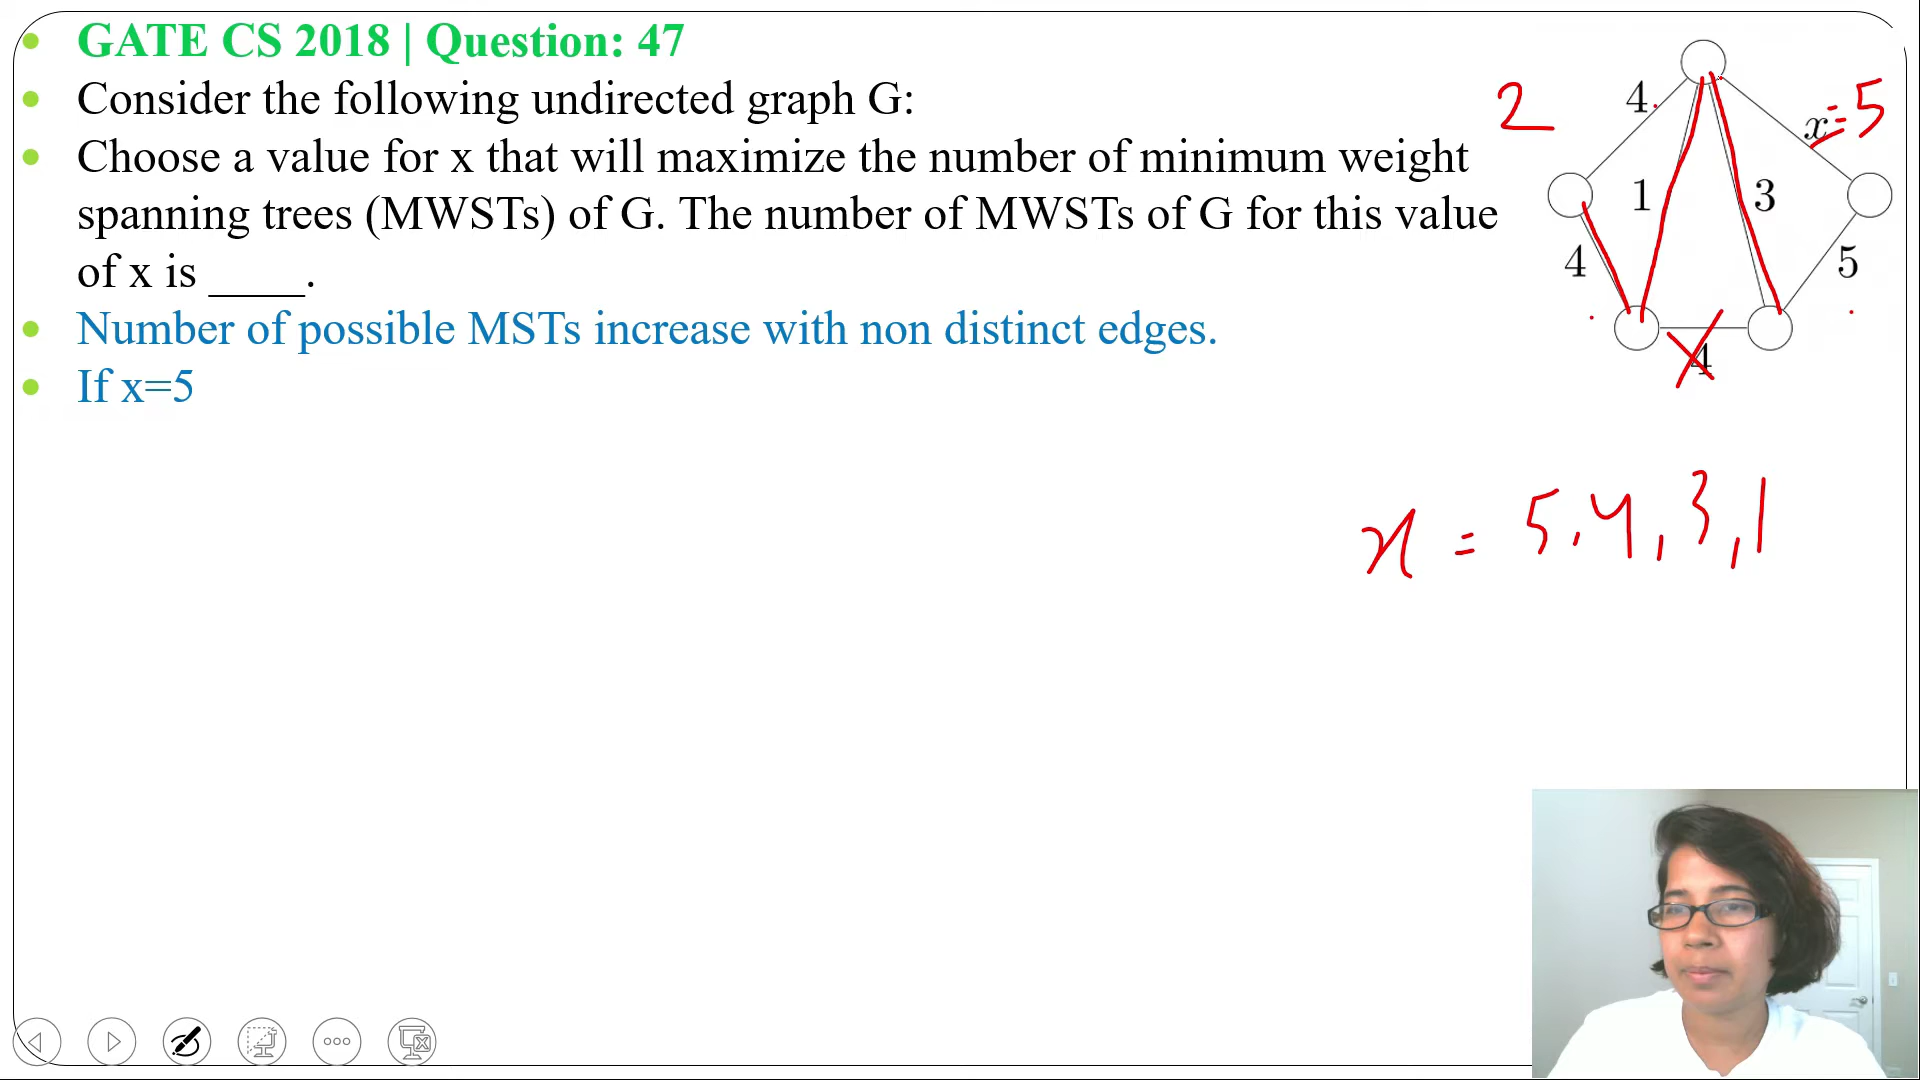 GATE CS 2018 | Question: 47
Consider the following undirected graph G:
Choose a value for x that will maximize the number of minimum weight
spanning trees (MWSTs) of G. The number of MWSTs of G for this value
of x is ____.
Number of possible MSTs increase with non distinct edges.
If x=5
2
4
x=5
1
3
4
5
4
x = 5, 4, 3, 1